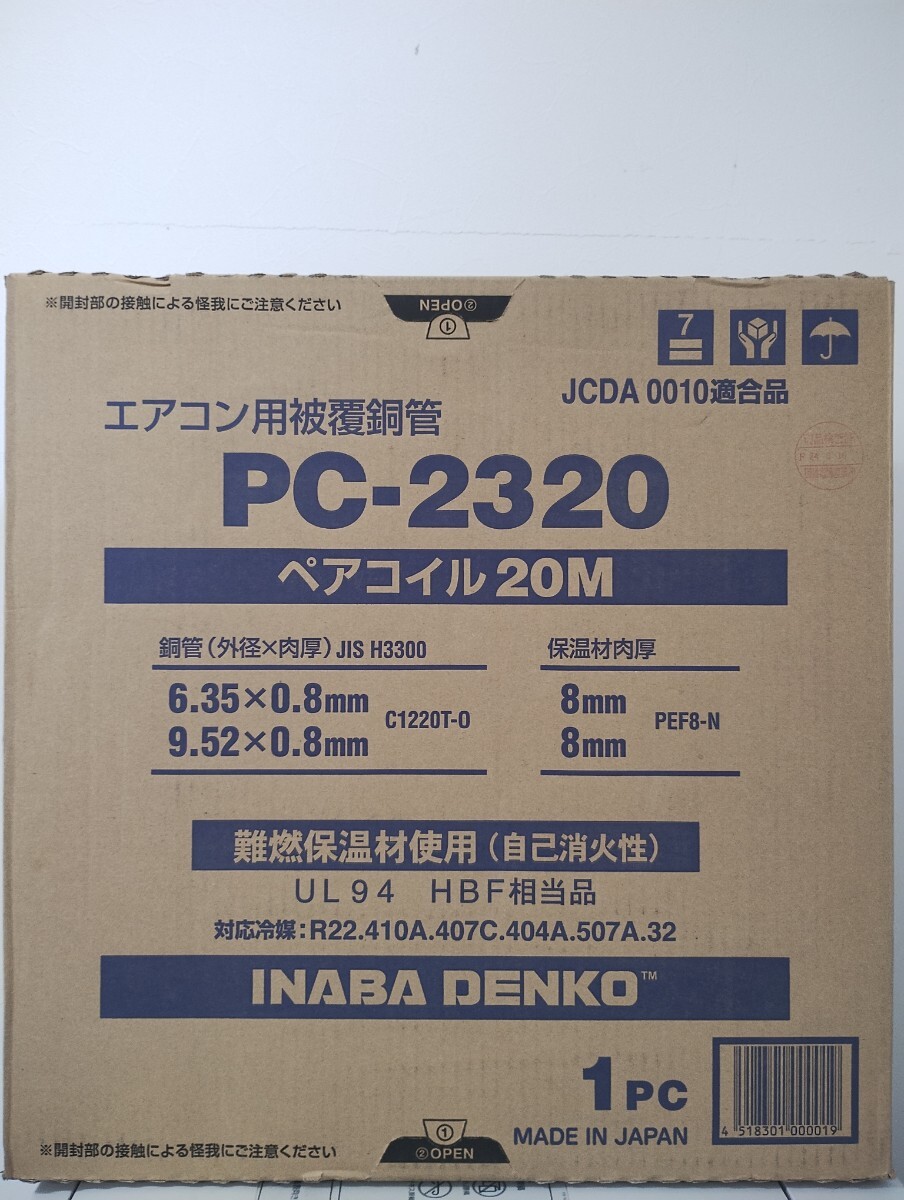 ※開封部の接触による怪我にご注意ください
②OPEN
①
7
JCDA 0010適合品
エアコン用被覆銅管
PC-2320
ペアコイル 20M
銅管(外径×肉厚)JIS H3300
6.35×0.8mm
9.52×0.8mm
C1220T-O
保温材肉厚
8mm
8mm
PEF8-N
難燃保温材使用(自己消火性)
UL94 HBF相当品
対応冷媒:R22.410A.407C.404A.507A.32
INABA DENKO™
1PC
MADE IN JAPAN
4 518301 000019
※開封部の接触による怪我にご注意ください
①
②OPEN